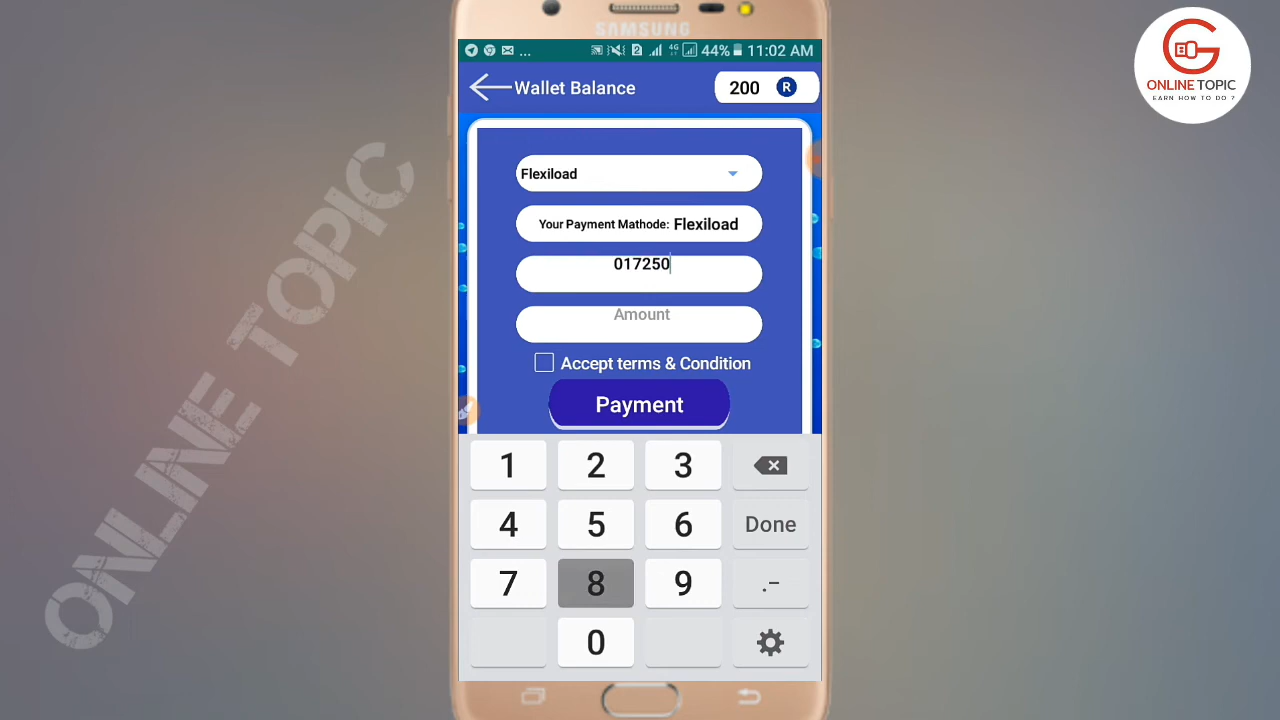 SAMSUNG
... 2 4G 44% 11:02 AM
Wallet Balance 200 R
Flexiload
Your Payment Mathode: Flexiload
017250
Amount
Accept terms & Condition
Payment
1 2 3
4 5 6 Done
7 8 9 .-
0
ONLINE TOPIC
EARN HOW TO DO ?
ONLINE TOPIC